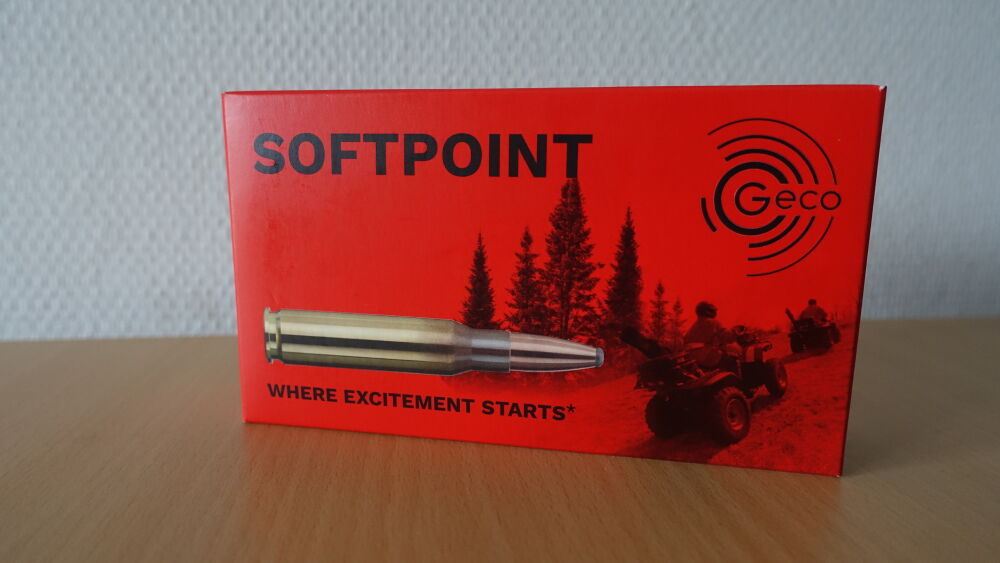 SOFTPOINT
Geco
WHERE EXCITEMENT STARTS*